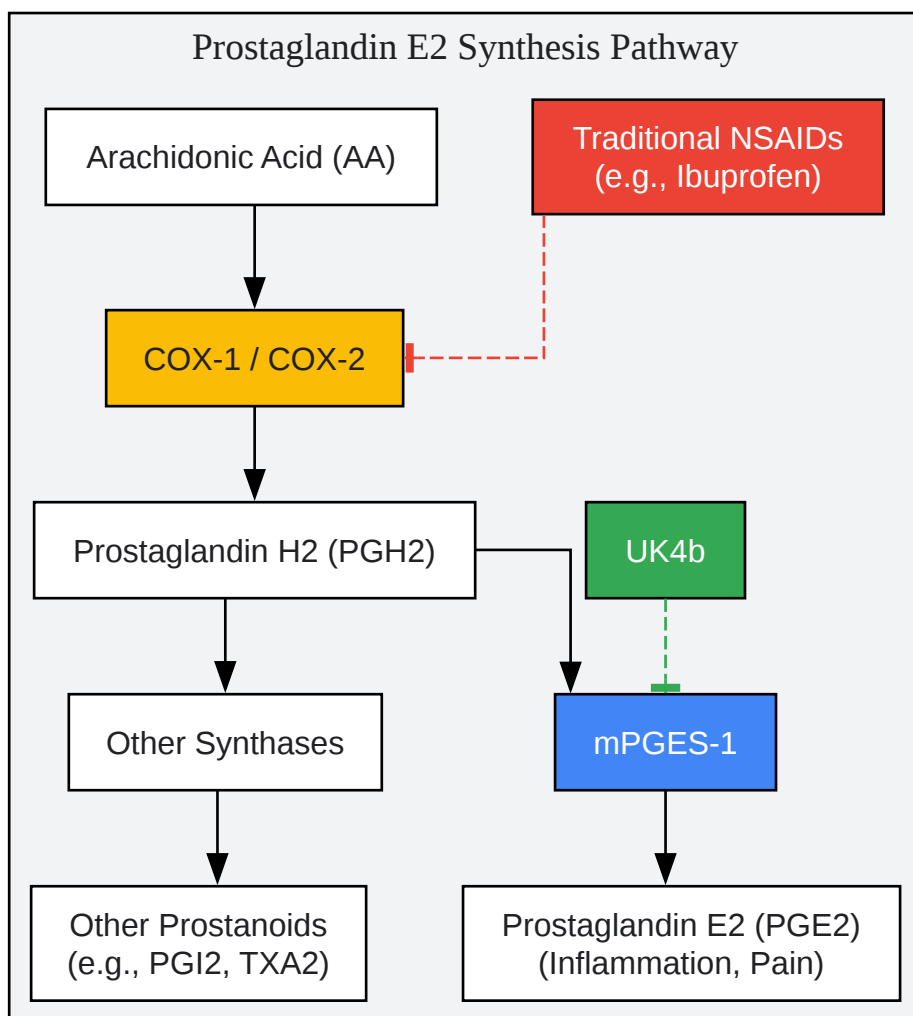 Prostaglandin E2 Synthesis Pathway
Arachidonic Acid (AA)
Traditional NSAIDs
(e.g., Ibuprofen)
COX-1 / COX-2
Prostaglandin H2 (PGH2)
UK4b
Other Synthases
mPGES-1
Other Prostanoids
(e.g., PGI2, TXA2)
Prostaglandin E2 (PGE2)
(Inflammation, Pain)